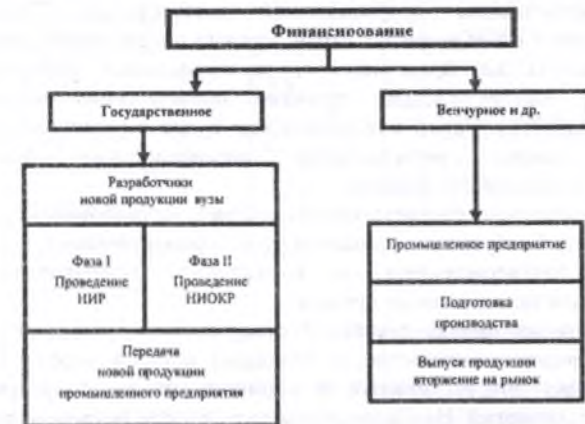 Финансиоование
Государственное
Венчурное и др.
Разработчики
новой продукции вузы
Фаза I
Проведение
НИР
Фаза II
Проведение
НИОКР
Передача
новой продукции
промышленного предприятия
Промышленное предприятие
Подготовка
производства
Выпуск продукции
вторжение на рынок